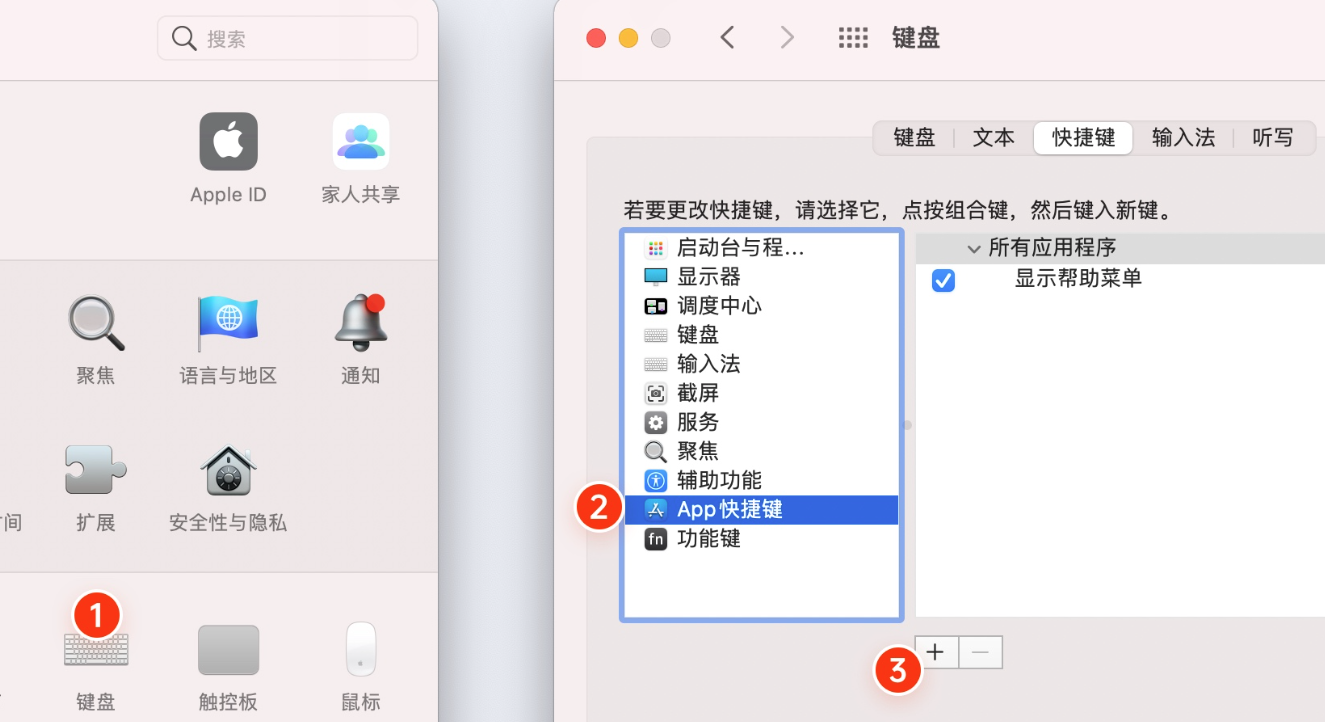 搜索
Apple ID
家人共享
聚焦
语言与地区
通知
间
扩展
安全性与隐私
1
键盘
触控板
鼠标
键盘
键盘
文本
快捷键
输入法
听写
若要更改快捷键，请选择它，点按组合键，然后键入新键。
启动台与程...
显示器
调度中心
键盘
输入法
截屏
服务
聚焦
辅助功能
2
App快捷键
fn
功能键
所有应用程序
显示帮助菜单
3